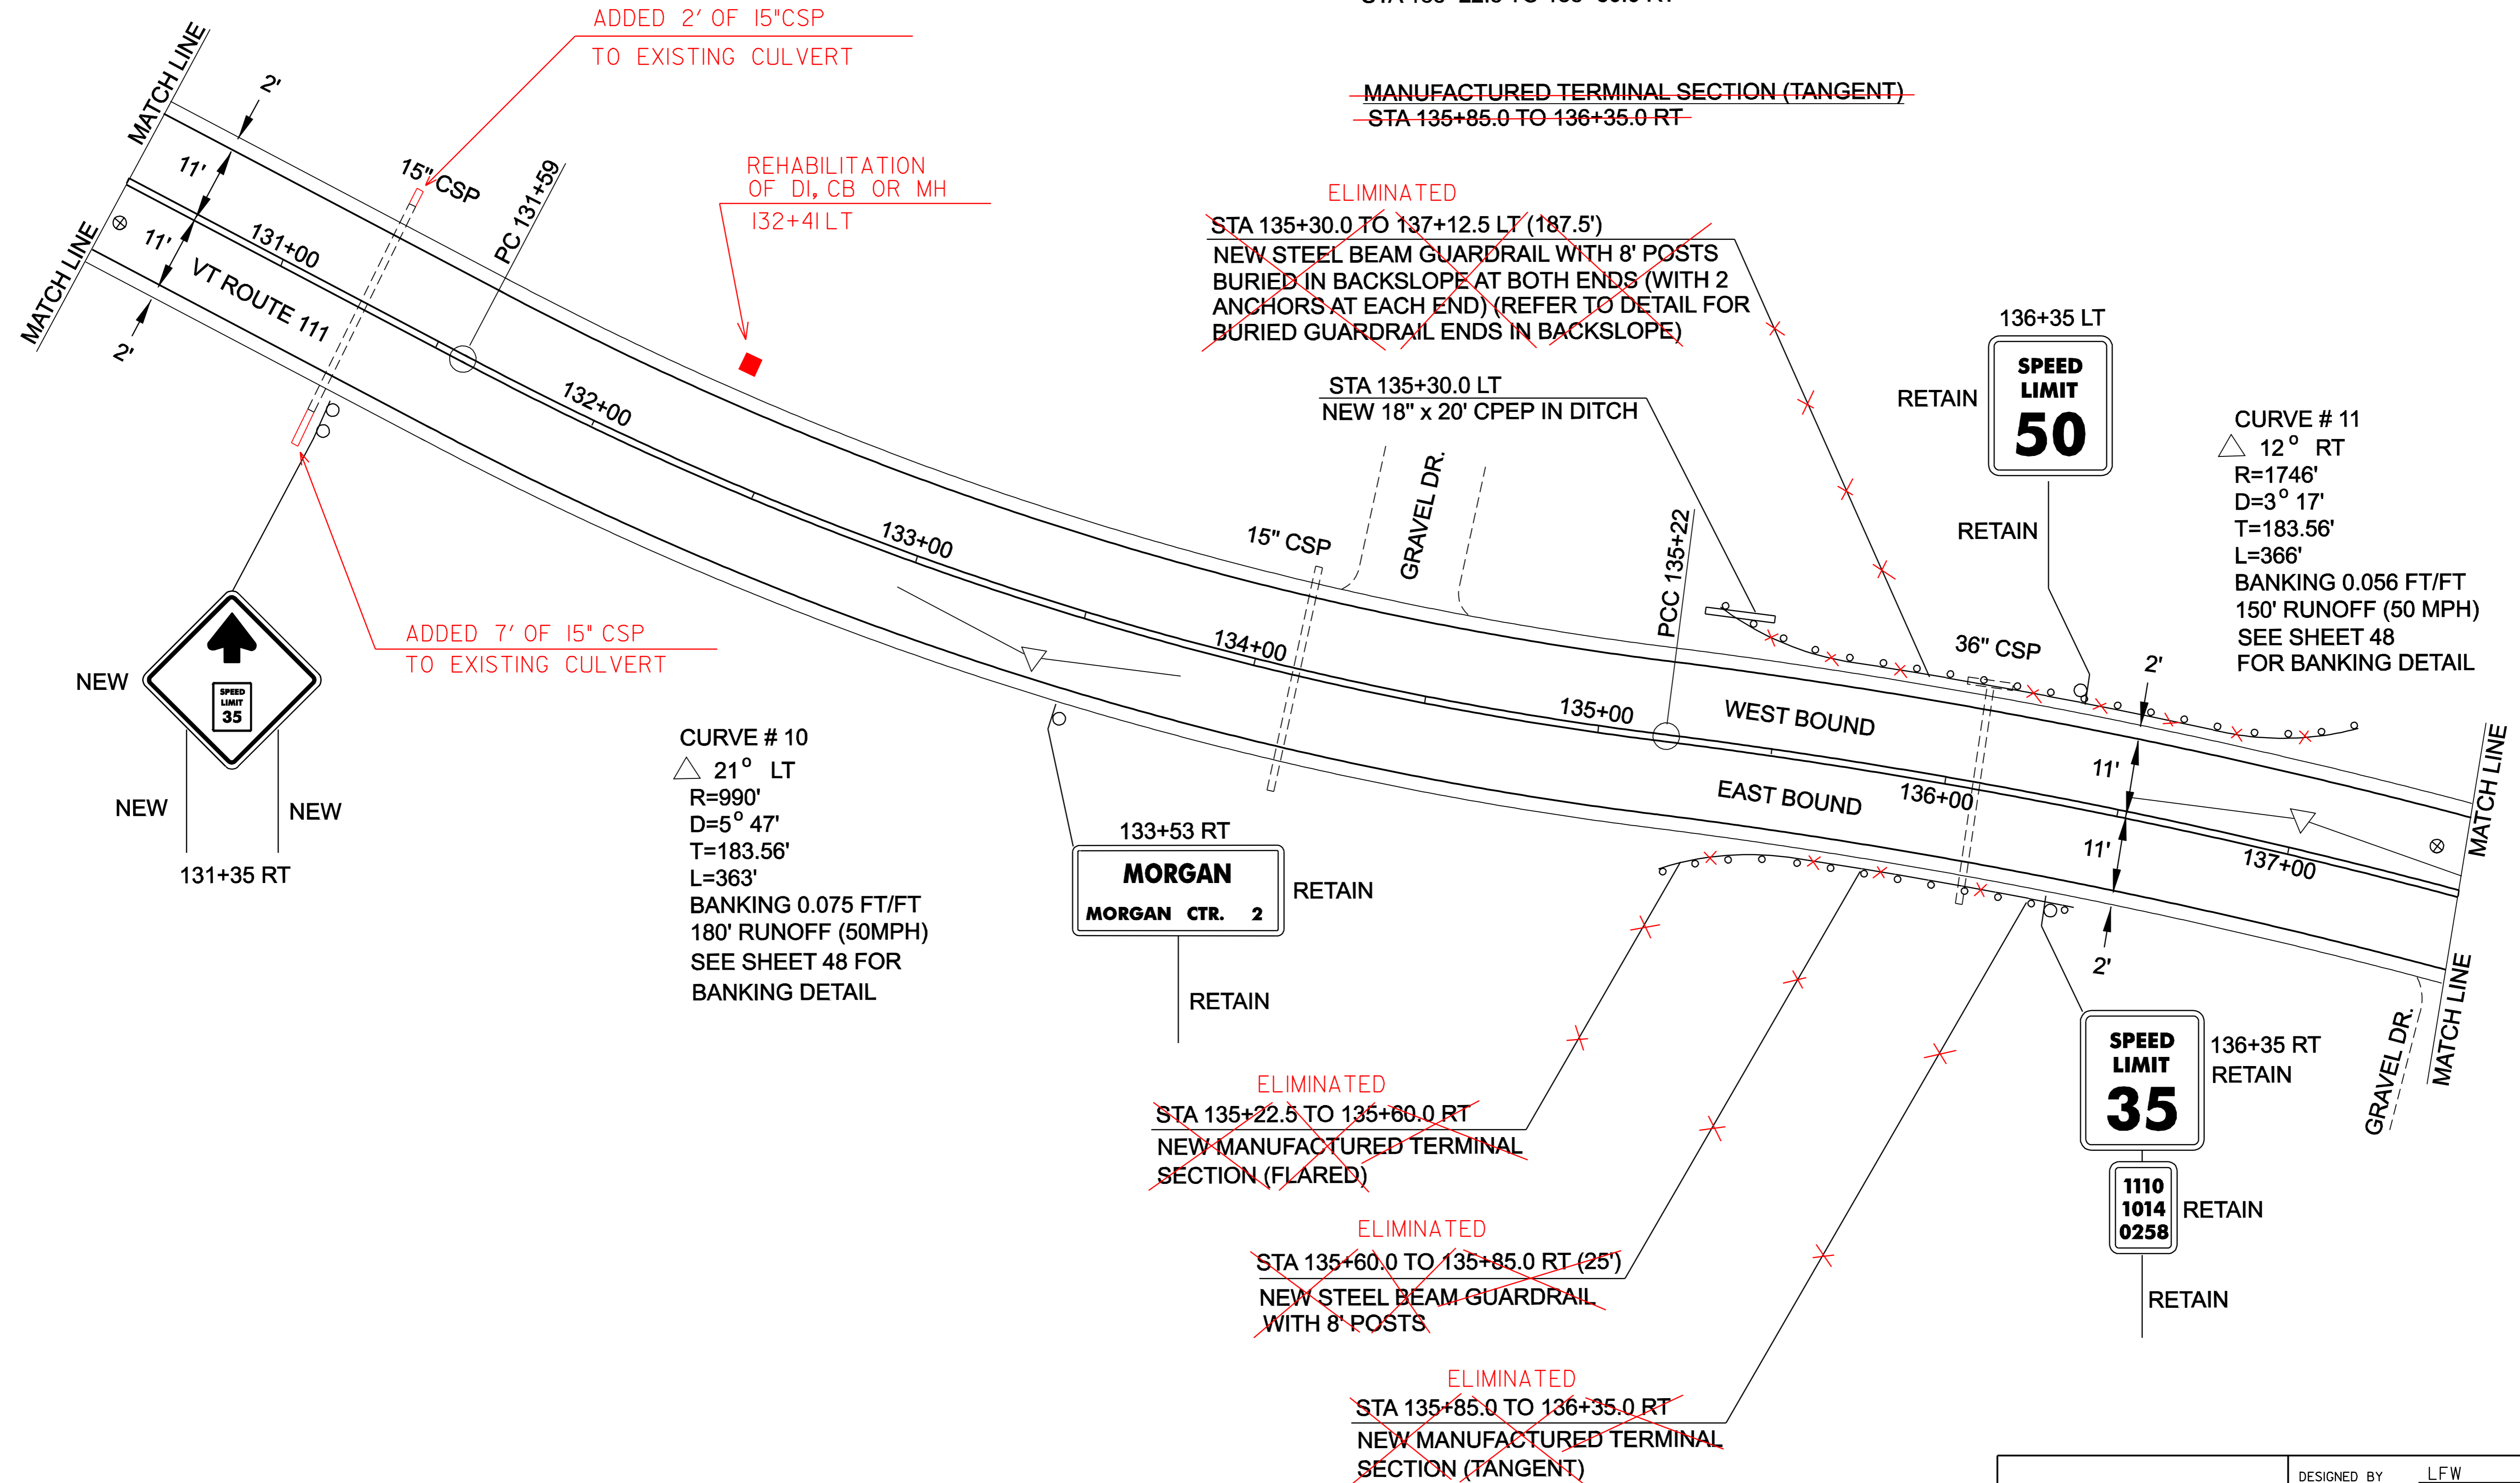 ADDED 2' OF 15"CSP
TO EXISTING CULVERT
MANUFACTURED TERMINAL SECTION (TANGENT)
STA 135+85.0 TO 136+35.0 RT
MATCH LINE
MATCH LINE
2'
11'
11'
2'
15" CSP
PC 131+59
131+00
VT ROUTE 111
REHABILITATION
OF DI, CB OR MH
132+41 LT
ELIMINATED
STA 135+30.0 TO 137+12.5 LT (187.5')
NEW STEEL BEAM GUARDRAIL WITH 8' POSTS
BURIED IN BACKSLOPE AT BOTH ENDS (WITH 2
ANCHORS AT EACH END) (REFER TO DETAIL FOR
BURIED GUARDRAIL ENDS IN BACKSLOPE)
STA 135+30.0 LT
NEW 18" x 20' CPEP IN DITCH
136+35 LT
SPEED
LIMIT
50
RETAIN
RETAIN
CURVE # 11
12° RT
R=1746'
D=3° 17'
T=183.56'
L=366'
BANKING 0.056 FT/FT
150' RUNOFF (50 MPH)
SEE SHEET 48
FOR BANKING DETAIL
132+00
133+00
134+00
135+00
136+00
137+00
15" CSP
GRAVEL DR.
PCC 135+22
36" CSP
WEST BOUND
EAST BOUND
2'
11'
11'
2'
MATCH LINE
MATCH LINE
GRAVEL DR.
ADDED 7' OF 15" CSP
TO EXISTING CULVERT
NEW
SPEED
LIMIT
35
NEW
NEW
131+35 RT
CURVE # 10
21° LT
R=990'
D=5° 47'
T=183.56'
L=363'
BANKING 0.075 FT/FT
180' RUNOFF (50MPH)
SEE SHEET 48 FOR
BANKING DETAIL
133+53 RT
MORGAN
MORGAN CTR. 2
RETAIN
RETAIN
ELIMINATED
STA 135+22.5 TO 135+60.0 RT
NEW MANUFACTURED TERMINAL
SECTION (FLARED)
ELIMINATED
STA 135+60.0 TO 135+85.0 RT (25')
NEW STEEL BEAM GUARDRAIL
WITH 8' POSTS
ELIMINATED
STA 135+85.0 TO 136+35.0 RT
NEW MANUFACTURED TERMINAL
SECTION (TANGENT)
SPEED
LIMIT
35
136+35 RT
RETAIN
1110
1014
0258
RETAIN
RETAIN
DESIGNED BY LFW